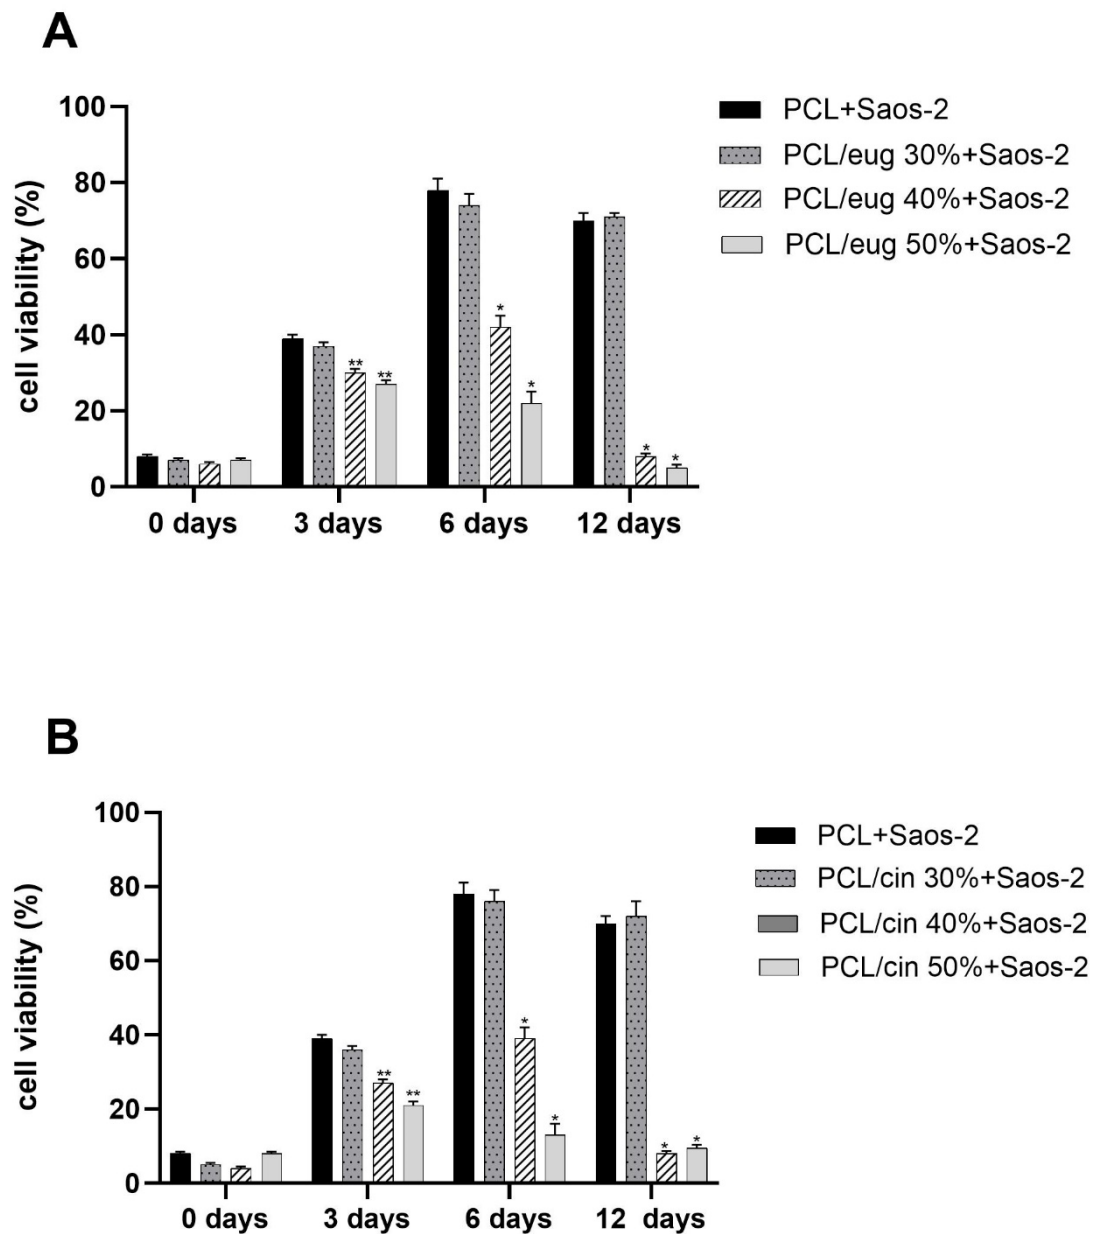 A
100
80
60
40
20
0
cell viability (%)
PCL+Saos-2
PCL/eug 30%+Saos-2
PCL/eug 40%+Saos-2
PCL/eug 50%+Saos-2
**
**
*
*
*
*
0 days
3 days
6 days
12 days
B
100
80
60
40
20
0
cell viability (%)
PCL+Saos-2
PCL/cin 30%+Saos-2
PCL/cin 40%+Saos-2
PCL/cin 50%+Saos-2
**
**
*
*
*
*
0 days
3 days
6 days
12 days